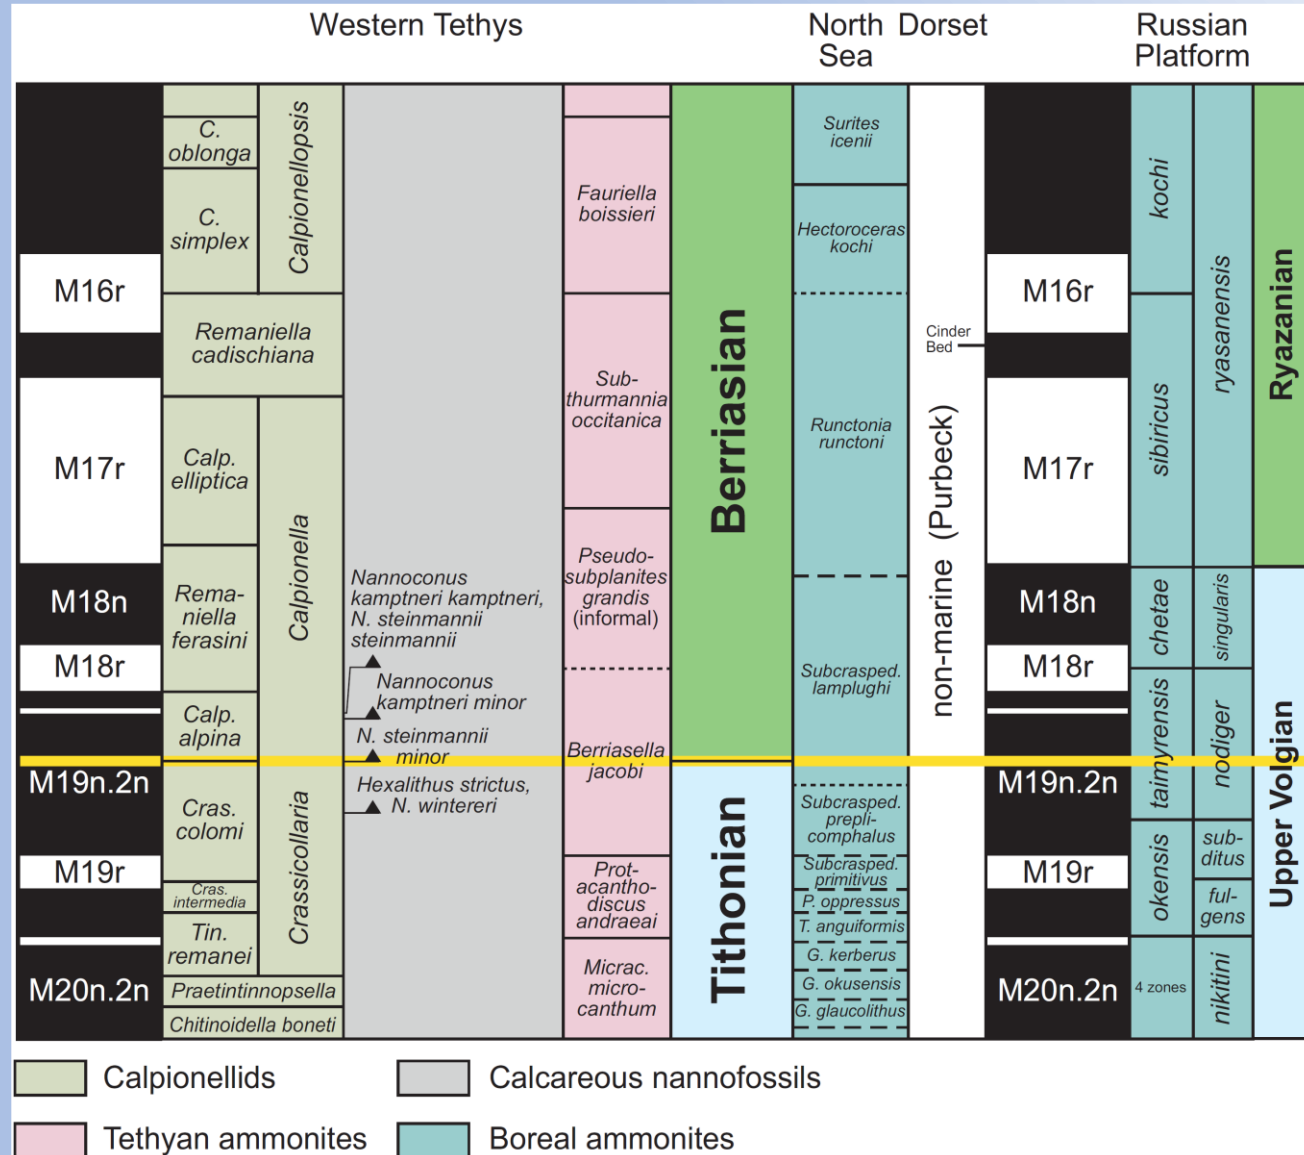 Western Tethys
North
Sea
Dorset
Russian
Platform
M16r
M17r
M18n
M18r
M19n.2n
M19r
M20n.2n
C.
oblonga
C.
simplex
Calpionellopsis
Remaniella
cadischiana
Calp.
elliptica
Rema-
niella
ferasini
Calp.
alpina
Calpionella
Cras.
colomi
Cras.
intermedia
Tin.
remanei
Crassicollaria
Praetintinnopsella
Chitinoidella boneti
Nannoconus
kamptneri kamptneri,
N. steinmannii
steinmannii
Nannoconus
kamptneri minor
N. steinmannii
minor
Hexalithus strictus,
N. wintereri
Fauriella
boissieri
Sub-
thurmannia
occitanica
Pseudo-
subplanites
grandis
(informal)
Berriasella
jacobi
Prot-
acantho-
discus
andraeai
Micrac.
micro-
canthum
Berriasian
Tithonian
Surites
icenii
Hectoroceras
kochi
Runctonia
runctoni
Subcrasped.
lamplughi
Subcrasped.
prepli-
comphalus
Subcrasped.
primitivus
P. oppressus
T. anguiformis
G. kerberus
G. okusensis
G. glaucolithus
Cinder
Bed
non-marine (Purbeck)
M16r
M17r
M18n
M18r
M19n.2n
M19r
M20n.2n
kochi
sibiricus
chetae
taimyrensis
okensis
4 zones
ryasanensis
singularis
nodiger
sub-
ditus
ful-
gens
nikitini
Ryazanian
Upper Volgian
Calpionellids
Calcareous nannofossils
Tethyan ammonites
Boreal ammonites